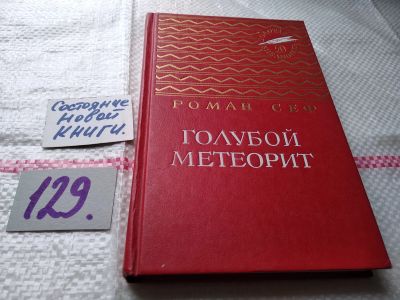 Состояние
новой
книги.
129.
РОМАН СЕФ
ГОЛУБОЙ
МЕТЕОРИТ